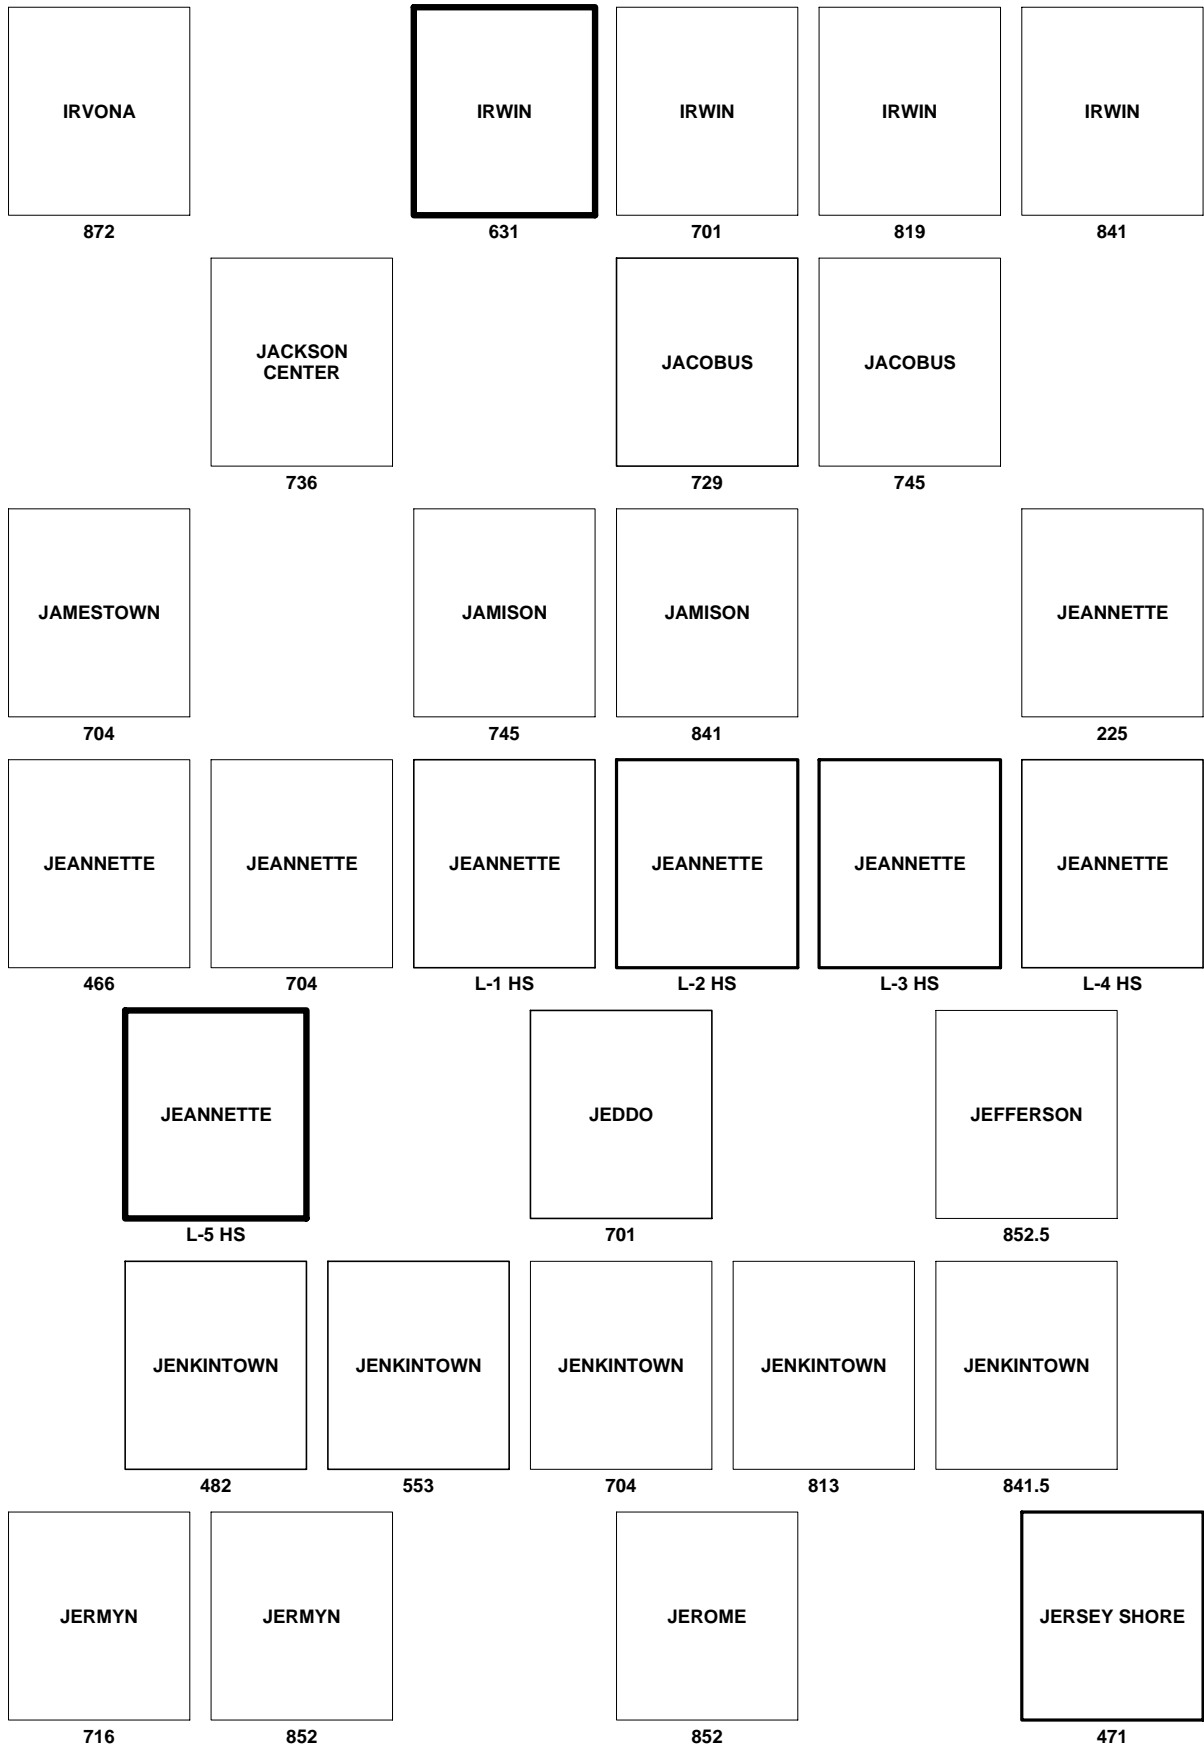 IRVONA
IRWIN
IRWIN
IRWIN
IRWIN
872
631
701
819
841
JACKSON
CENTER
JACOBUS
JACOBUS
736
729
745
JAMESTOWN
JAMISON
JAMISON
JEANNETTE
704
745
841
225
JEANNETTE
JEANNETTE
JEANNETTE
JEANNETTE
JEANNETTE
JEANNETTE
466
704
L-1 HS
L-2 HS
L-3 HS
L-4 HS
JEANNETTE
JEDDO
JEFFERSON
L-5 HS
701
852.5
JENKINTOWN
JENKINTOWN
JENKINTOWN
JENKINTOWN
JENKINTOWN
482
553
704
813
841.5
JERMYN
JERMYN
JEROME
JERSEY SHORE
716
852
852
471